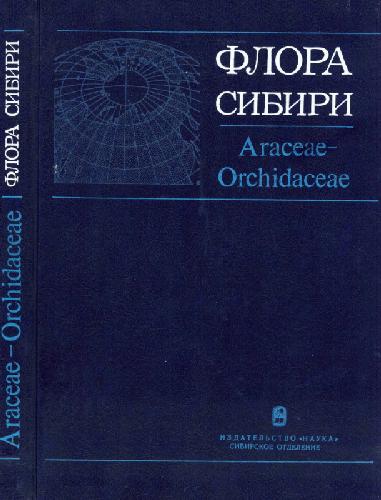 Araceae – Orchidaceae | ФЛОРА СИБИРИ
ФЛОРА
СИБИРИ
Araceae–
Orchidaceae
ИЗДАТЕЛЬСТВО «НАУКА»
СИБИРСКОЕ ОТДЕЛЕНИЕ